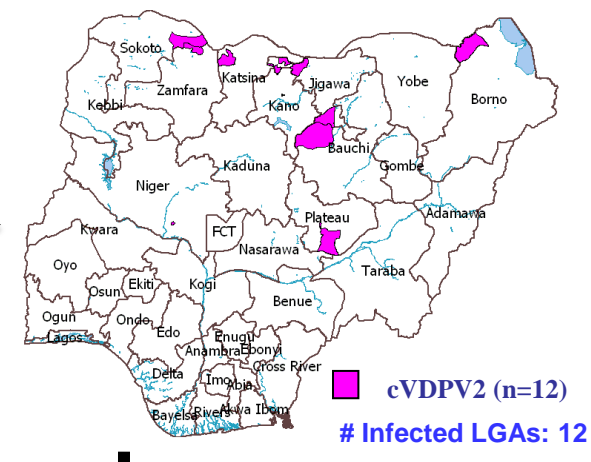 Sokoto
Katsina
Jigawa
Yobe
Borno
Zamfara
Kano
Kebbi
Bauchi
Gombe
Kaduna
Niger
Adamawa
Plateau
FCT
Kwara
Nasarawa
Taraba
Oyo
Ekiti
Kogi
Osun
Benue
Ogun
Ondo
Edo
Enugu
Lagos
Anambra
Ebonyi
Cross River
Delta
Imo
Abia
Bayelsa
Rivers
Akwa Ibom
cVDPV2 (n=12)
# Infected LGAs: 12